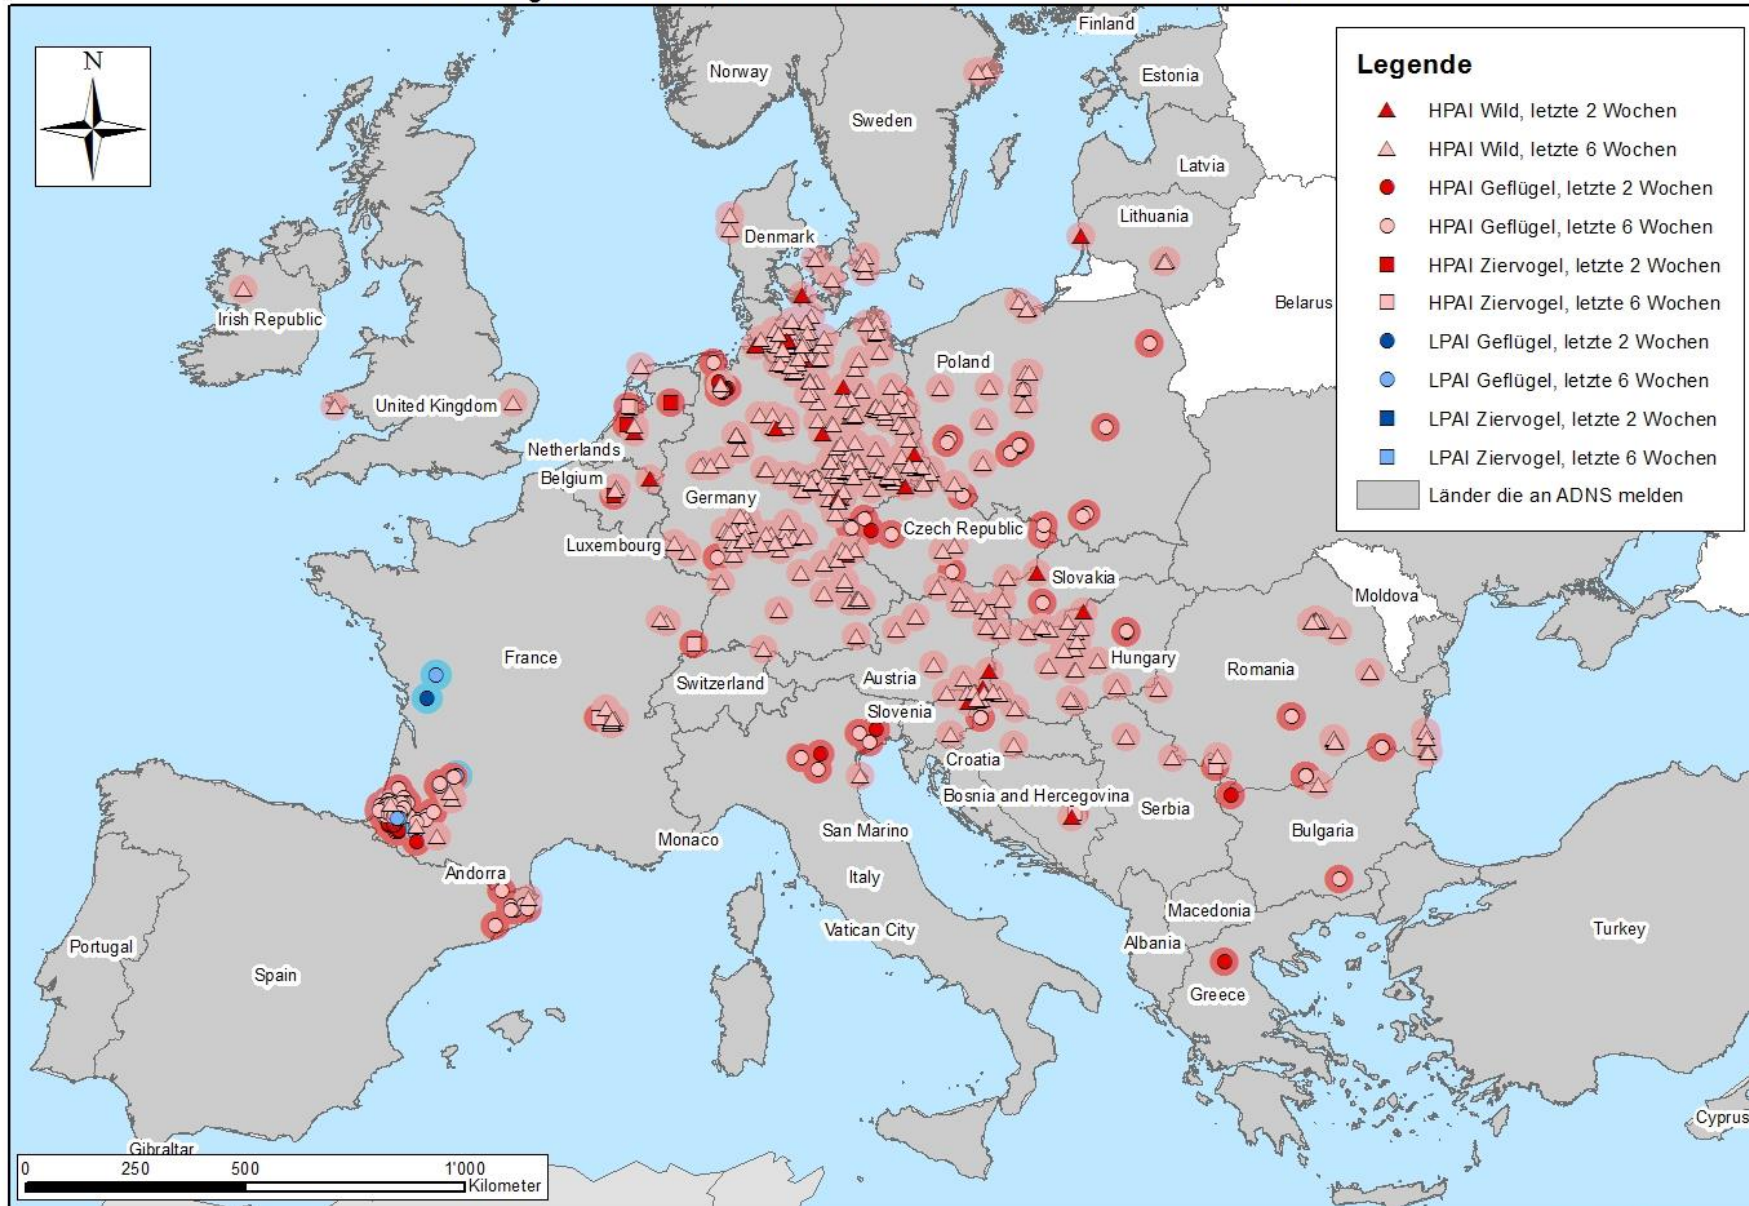 Finland
N
Norway
Estonia
Sweden
Latvia
Lithuania
Denmark
Belarus
Irish Republic
Poland
United Kingdom
Netherlands
Belgium
Germany
Czech Republic
Luxembourg
Slovakia
Moldova
France
Hungary
Romania
Switzerland
Austria
Slovenia
Croatia
Bosnia and Hercegovina
Serbia
San Marino
Bulgaria
Monaco
Andorra
Italy
Macedonia
Portugal
Vatican City
Albania
Turkey
Spain
Greece
Cyprus
Gibraltar
Legende
HPAI Wild, letzte 2 Wochen
HPAI Wild, letzte 6 Wochen
HPAI Geflügel, letzte 2 Wochen
HPAI Geflügel, letzte 6 Wochen
HPAI Ziervogel, letzte 2 Wochen
HPAI Ziervogel, letzte 6 Wochen
LPAI Geflügel, letzte 2 Wochen
LPAI Geflügel, letzte 6 Wochen
LPAI Ziervogel, letzte 2 Wochen
LPAI Ziervogel, letzte 6 Wochen
Länder die an ADNS melden
0 250 500 1'000
Kilometer